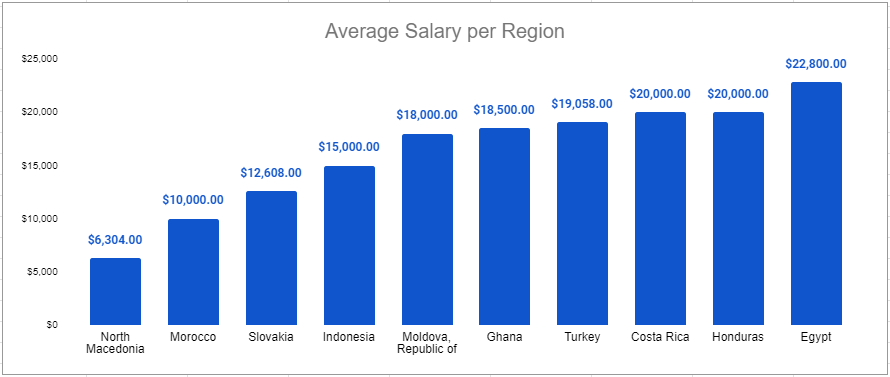 Average Salary per Region
$25,000
$20,000
$15,000
$10,000
$5,000
$0
$6,304.00
$10,000.00
$12,608.00
$15,000.00
$18,000.00
$18,500.00
$19,058.00
$20,000.00
$20,000.00
$22,800.00
North
Macedonia
Morocco
Slovakia
Indonesia
Moldova,
Republic of
Ghana
Turkey
Costa Rica
Honduras
Egypt